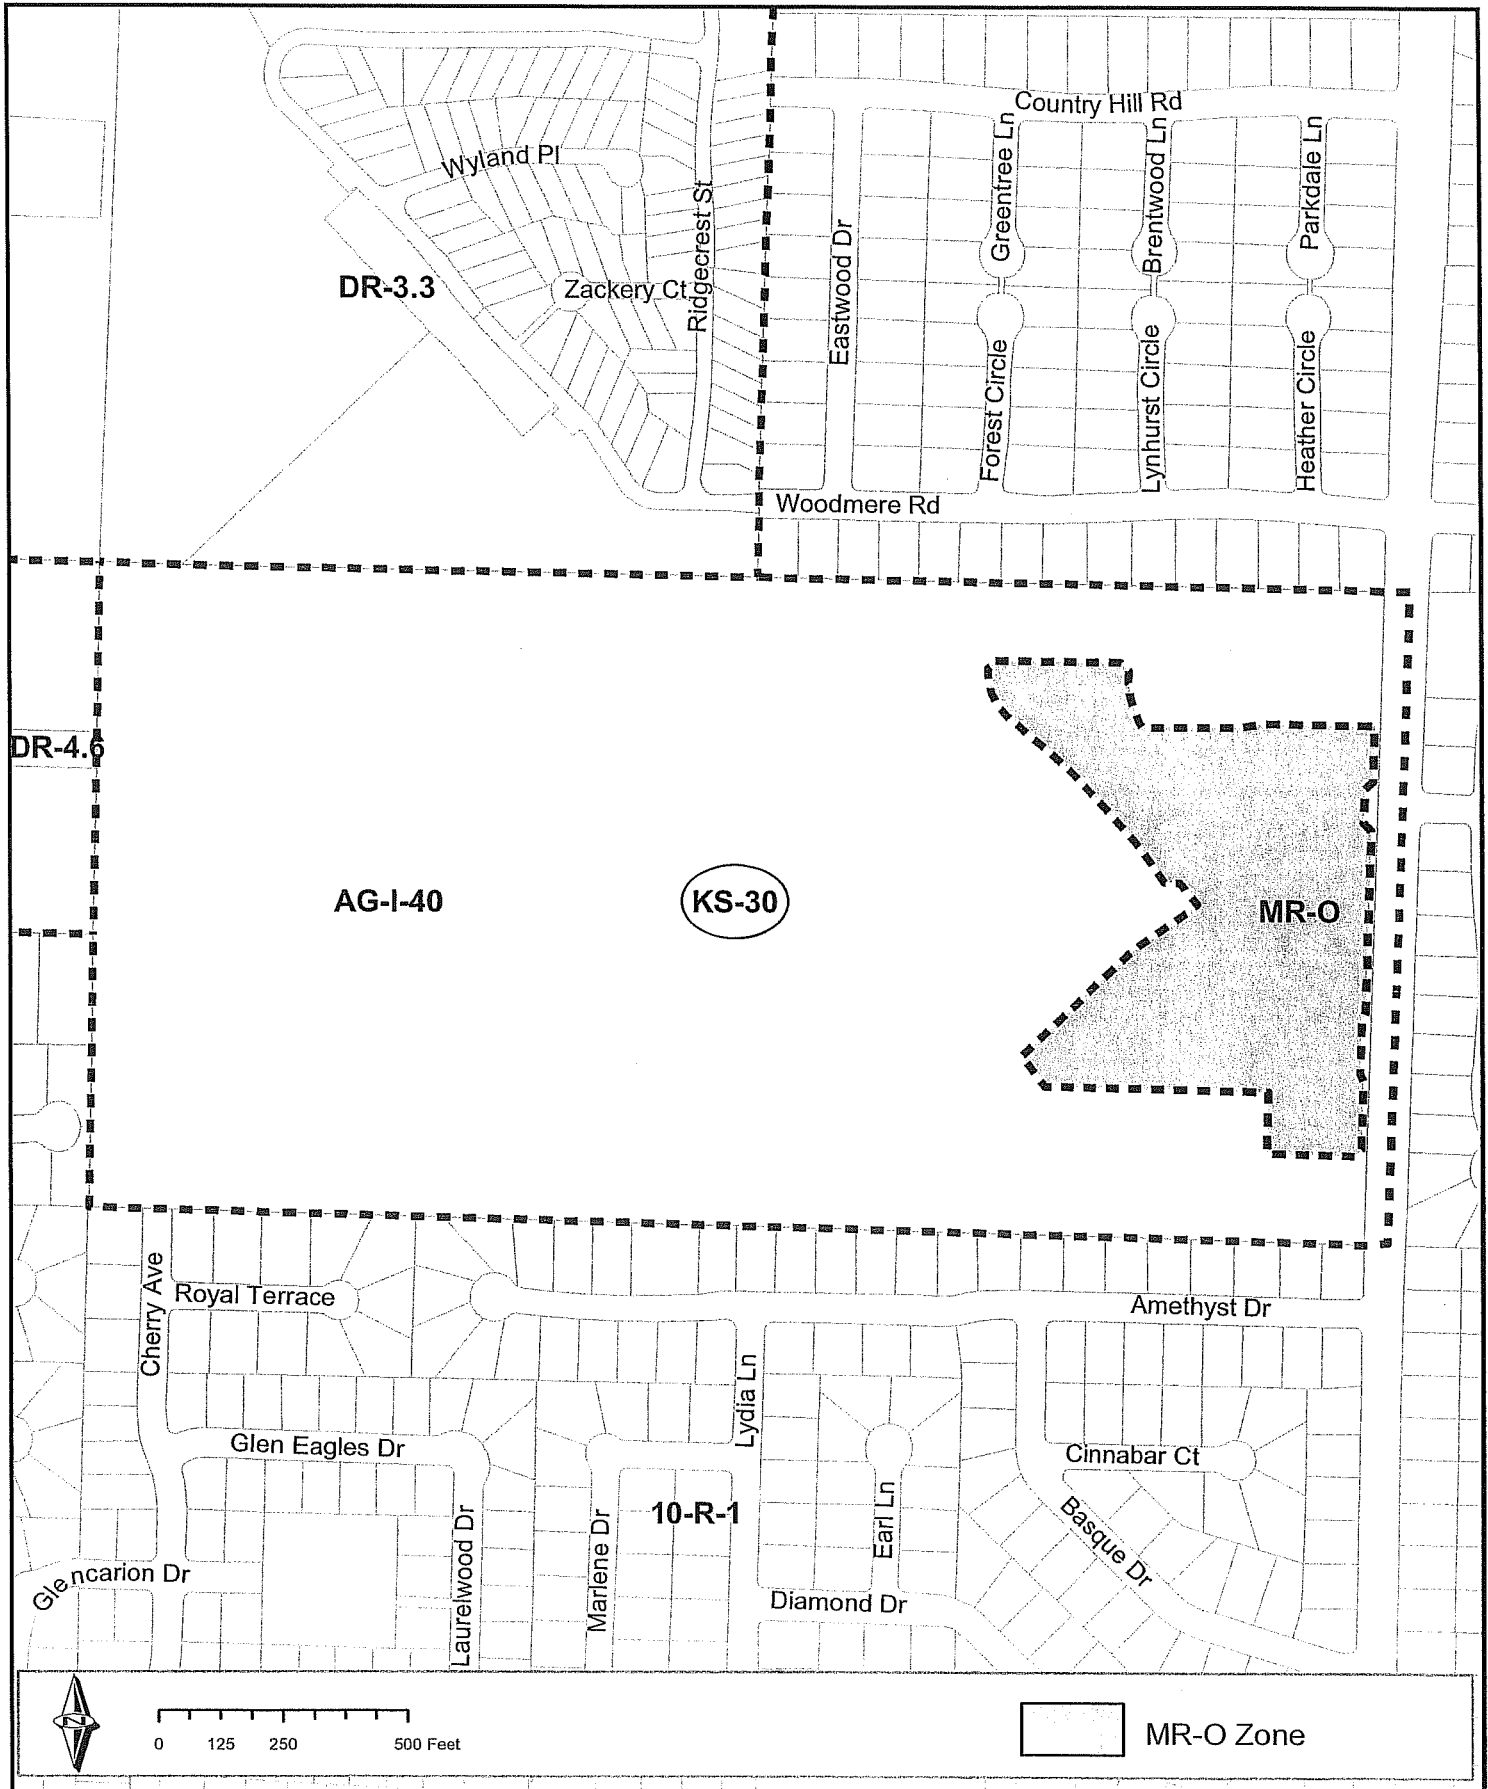 Country Hill Rd
Wyland Pl
Greentree Ln
Brentwood Ln
Parkdale Ln
Ridgecrest St
Eastwood Dr
DR-3.3
Zackery Ct
Forest Circle
Lynhurst Circle
Heather Circle
Woodmere Rd
DR-4.6
AG-I-40
KS-30
MR-O
Cherry Ave
Royal Terrace
Amethyst Dr
Lydia Ln
Glen Eagles Dr
Cinnabar Ct
Laurelwood Dr
Marlene Dr
10-R-1
Earl Ln
Basque Dr
Glencarion Dr
Diamond Dr
N
0 125 250 500 Feet
MR-O Zone